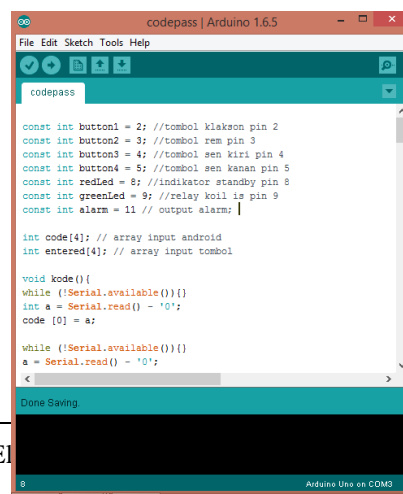 codepass | Arduino 1.6.5
File Edit Sketch Tools Help
codepass
const int button1 = 2; //tombol klakson pin 2
const int button2 = 3; //tombol rem pin 3
const int button3 = 4; //tombol sen kiri pin 4
const int button4 = 5; //tombol sen kanan pin 5
const int redLed = 8; //indikator standby pin 8
const int greenLed = 9; //relay koil is pin 9
const int alarm = 11 // output alarm;
int code[4]; // array input android
int entered[4]; // array input tombol
void kode(){
while (!Serial.available()){}
int a = Serial.read() - '0';
code [0] = a;
while (!Serial.available()){}
a = Serial.read() - '0';
Done Saving.
8 Arduino Uno on COM3